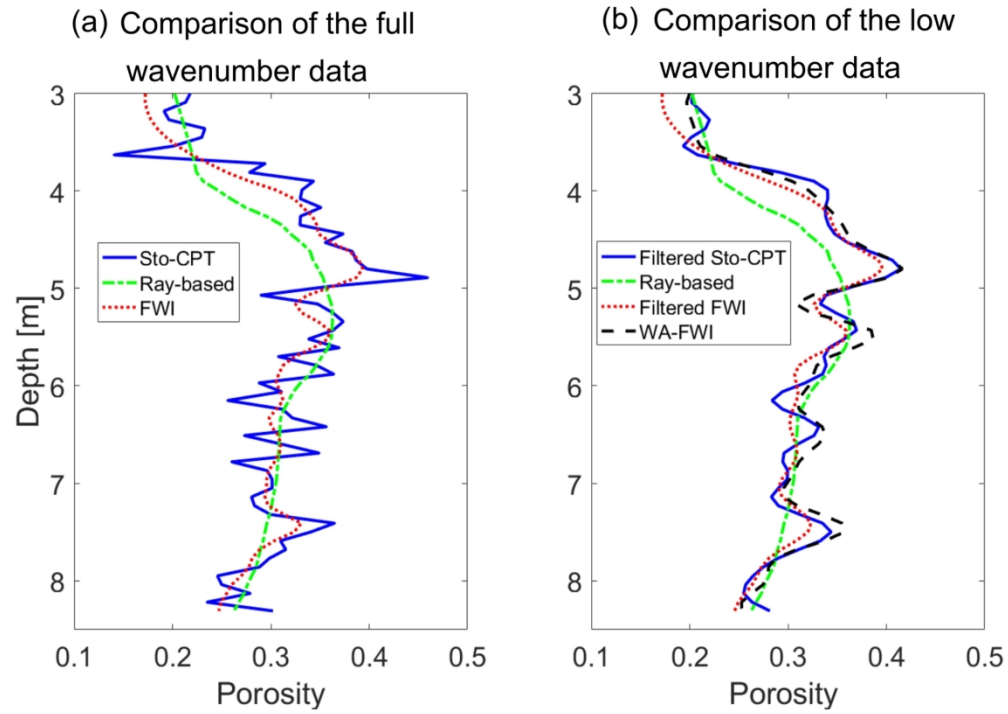 (a) Comparison of the full
wavenumber data
3
4
5
6
7
8
Depth [m]
Sto-CPT
Ray-based
FWI
0.1 0.2 0.3 0.4 0.5
Porosity
(b) Comparison of the low
wavenumber data
3
4
5
6
7
8
Filtered Sto-CPT
Ray-based
Filtered FWI
WA-FWI
0.1 0.2 0.3 0.4 0.5
Porosity